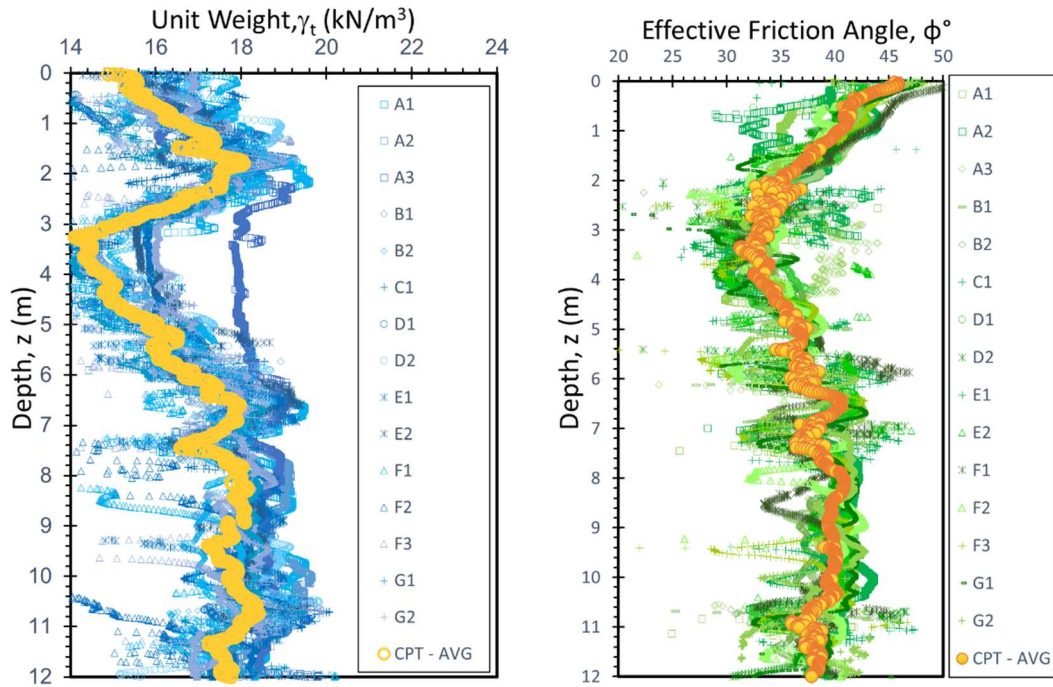 Unit Weight,γt (kN/m³)
14 16 18 20 22 24
0
1
2
3
4
5
6
7
8
9
10
11
12
Depth, z (m)
A1
A2
A3
B1
B2
C1
D1
D2
E1
E2
F1
F2
F3
G1
G2
CPT - AVG
Effective Friction Angle, ϕ°
20 25 30 35 40 45 50
0
1
2
3
4
5
6
7
8
9
10
11
12
Depth, z (m)
A1
A2
A3
B1
B2
C1
D1
D2
E1
E2
F1
F2
F3
G1
G2
CPT - AVG